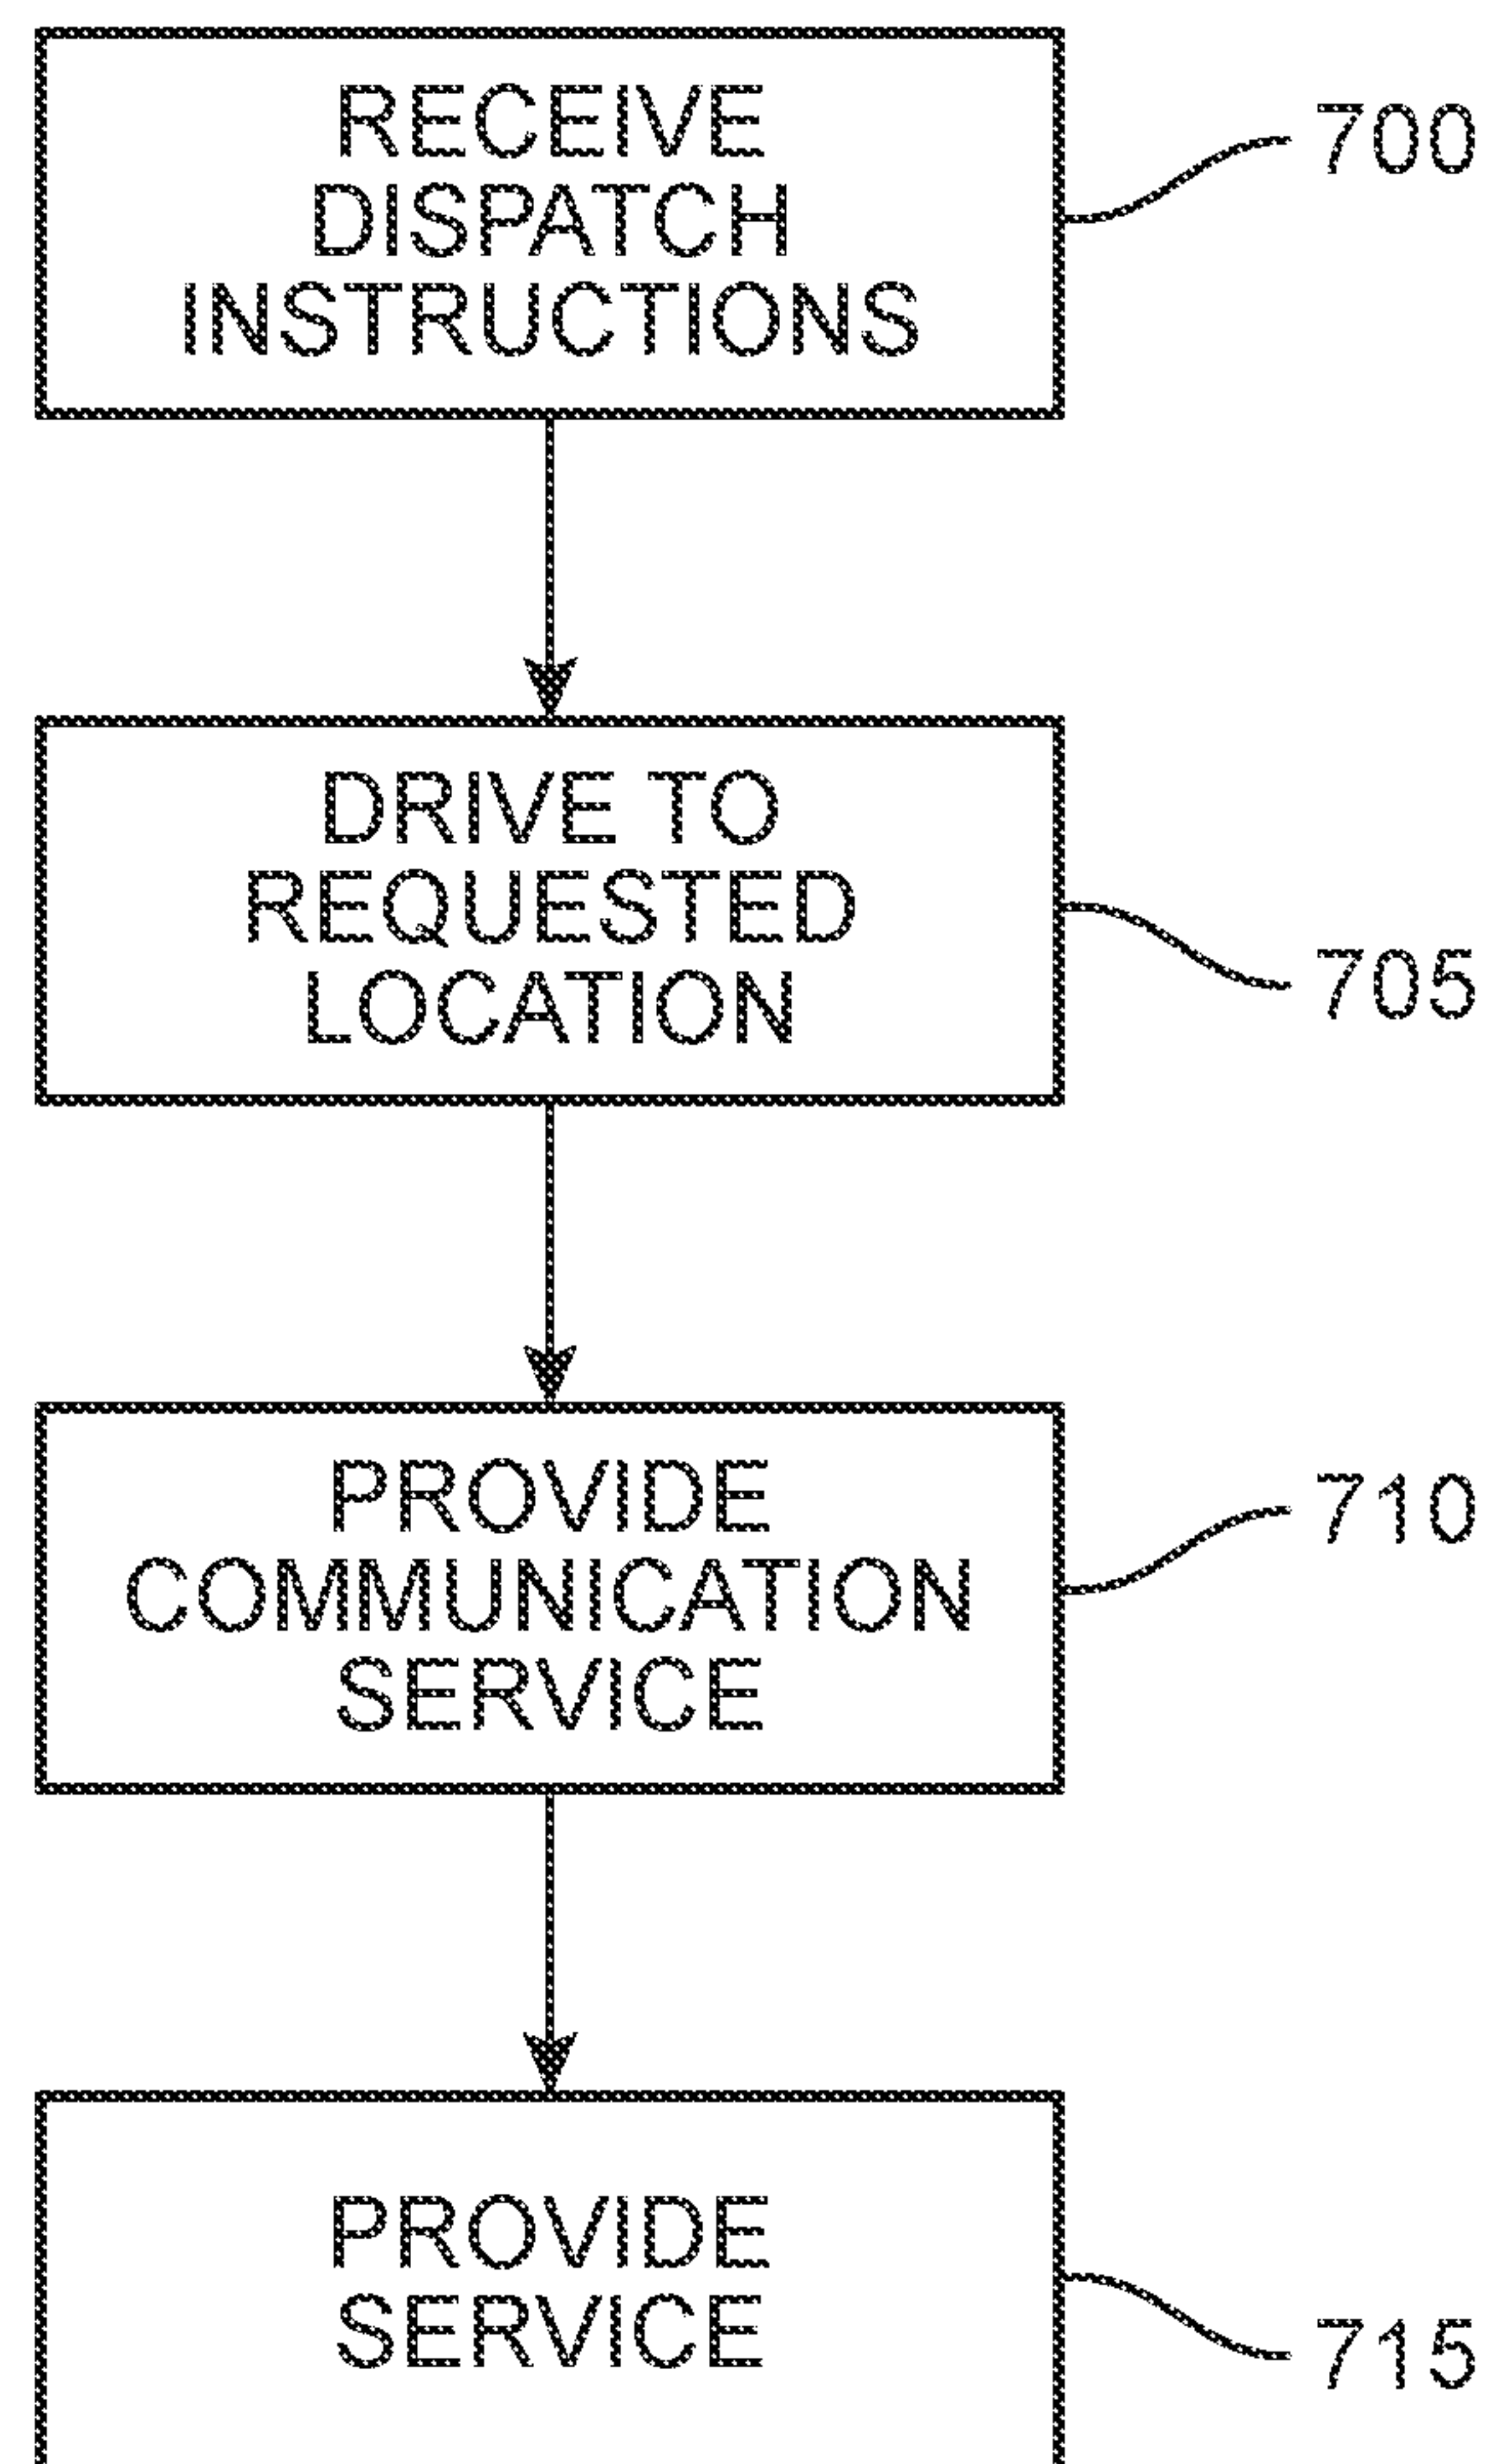 RECEIVE
DISPATCH
INSTRUCTIONS
700
DRIVE TO
REQUESTED
LOCATION
705
PROVIDE
COMMUNICATION
SERVICE
710
PROVIDE
SERVICE
715